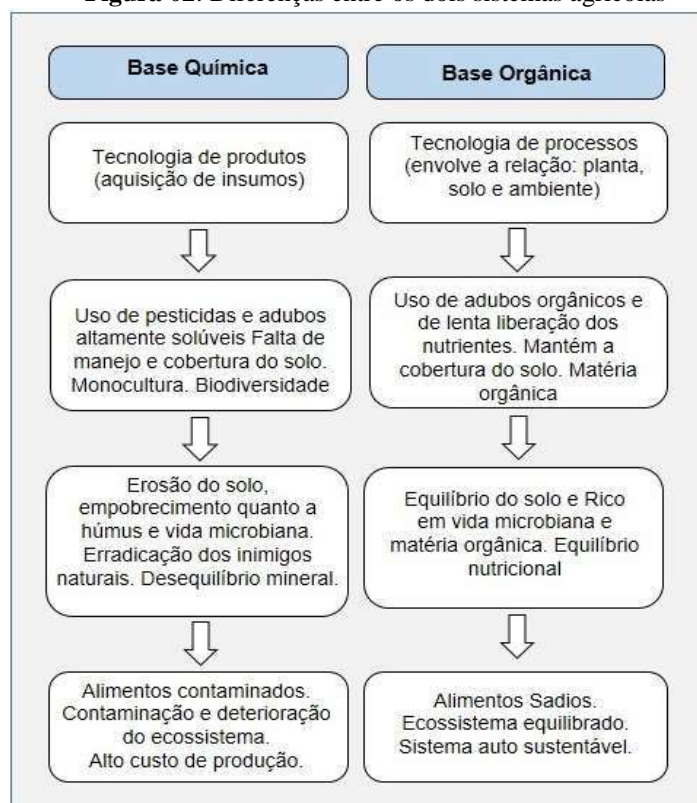 Figura 02: Diferenças entre os dois sistemas agrícolas
Base Química
Base Orgânica
Tecnologia de produtos
(aquisição de insumos)
Tecnologia de processos
(envolve a relação: planta,
solo e ambiente)
Uso de pesticidas e adubos
altamente solúveis Falta de
manejo e cobertura do solo.
Monocultura. Biodiversidade
Uso de adubos orgânicos e
de lenta liberação dos
nutrientes. Mantém a
cobertura do solo. Matéria
orgânica
Erosão do solo,
empobrecimento quanto a
húmus e vida microbiana.
Erradicação dos inimigos
naturais. Desequilíbrio mineral.
Equilíbrio do solo e Rico
em vida microbiana e
matéria orgânica. Equilíbrio
nutricional
Alimentos contaminados.
Contaminação e deterioração
do ecossistema.
Alto custo de produção.
Alimentos Sadios.
Ecossistema equilibrado.
Sistema auto sustentável.